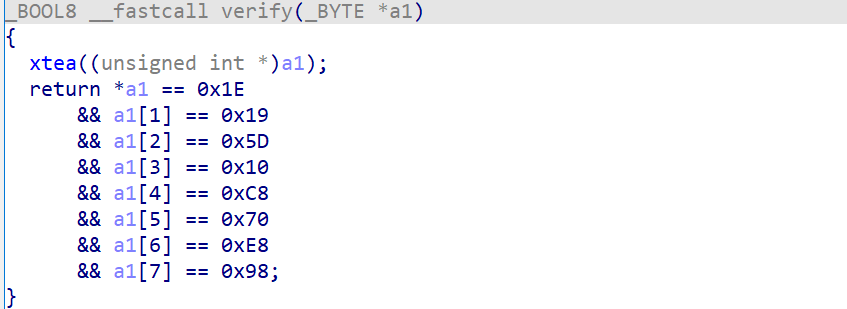 _BOOL8 __fastcall verify(_BYTE *a1)
{
  xtea((unsigned int *)a1);
  return *a1 == 0x1E
      && a1[1] == 0x19
      && a1[2] == 0x5D
      && a1[3] == 0x10
      && a1[4] == 0xC8
      && a1[5] == 0x70
      && a1[6] == 0xE8
      && a1[7] == 0x98;
}